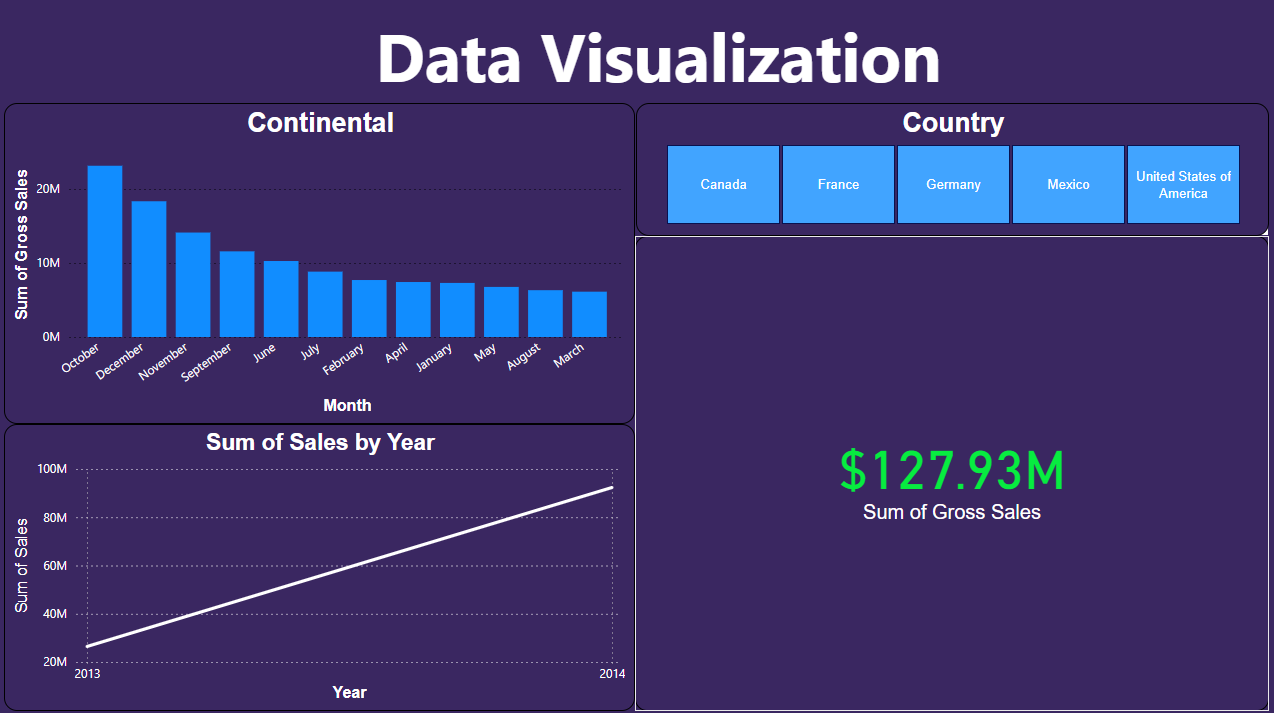 Data Visualization
Continental
Sum of Gross Sales
20M
10M
0M
October
December
November
September
June
July
February
April
January
May
August
March
Month
Country
Canada
France
Germany
Mexico
United States of
America
Sum of Sales by Year
Sum of Sales
100M
80M
60M
40M
20M
2013
2014
Year
$127.93M
Sum of Gross Sales